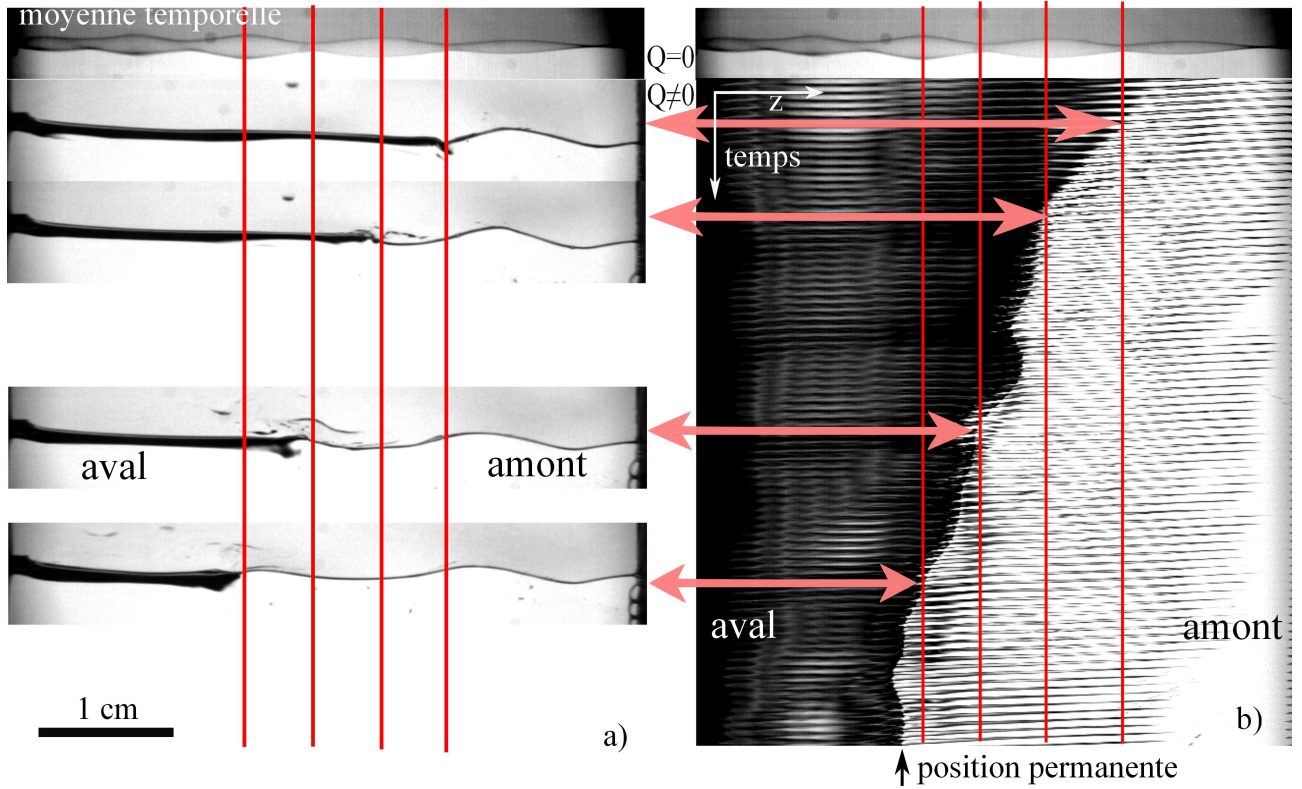 moyenne temporelle
Q=0
Q≠0
z
temps
aval
amont
aval
amont
1 cm
a)
b)
position permanente